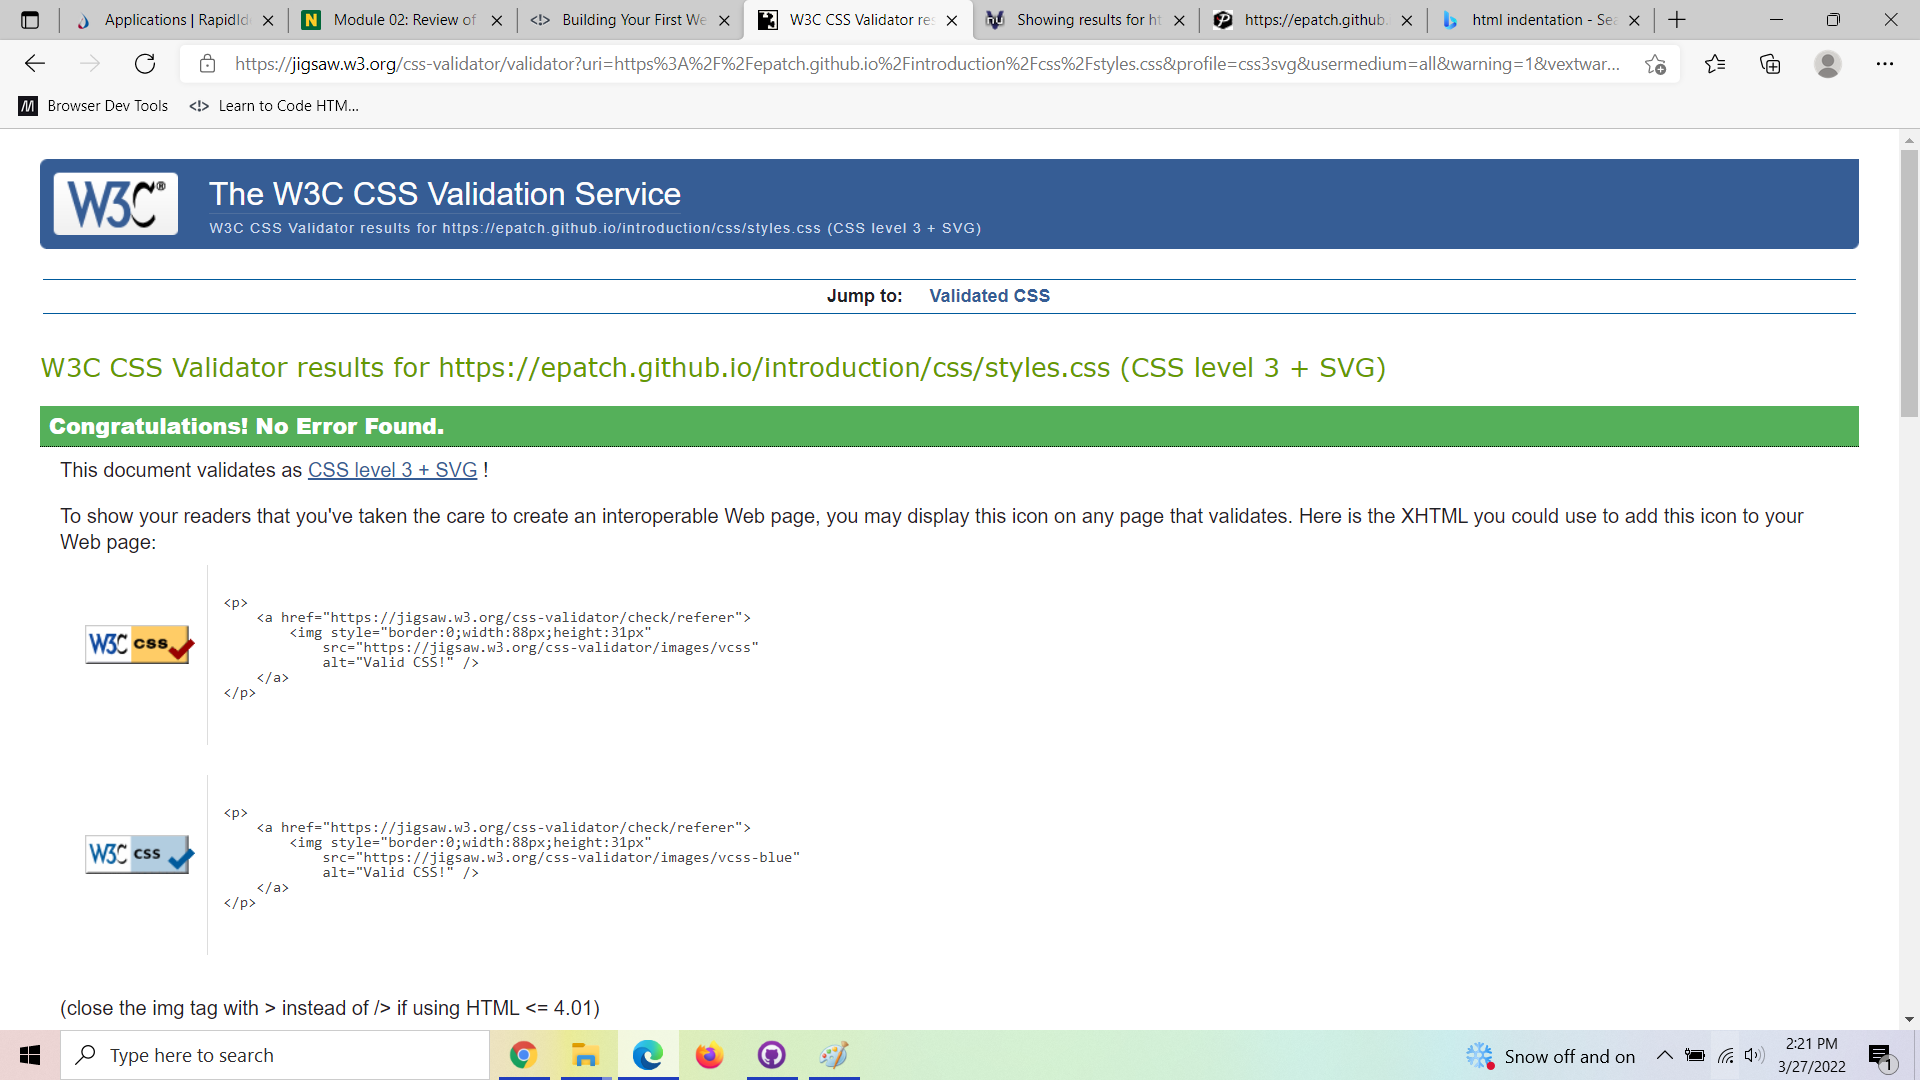 Applications | RapidId
Module 02: Review of
Building Your First We
W3C CSS Validator res
Showing results for ht
https://epatch.github.
html indentation - Sea
https://jigsaw.w3.org/css-validator/validator?uri=https%3A%2F%2Fepatch.github.io%2Fintroduction%2Fcss%2Fstyles.css&profile=css3svg&usermedium=all&warning=1&vextwar...
Browser Dev Tools
Learn to Code HTM...
W3C®
The W3C CSS Validation Service
W3C CSS Validator results for https://epatch.github.io/introduction/css/styles.css (CSS level 3 + SVG)
Jump to: Validated CSS
W3C CSS Validator results for https://epatch.github.io/introduction/css/styles.css (CSS level 3 + SVG)
Congratulations! No Error Found.
This document validates as CSS level 3 + SVG !
To show your readers that you've taken the care to create an interoperable Web page, you may display this icon on any page that validates. Here is the XHTML you could use to add this icon to your
Web page:
W3C css
<p>
<a href="https://jigsaw.w3.org/css-validator/check/referer">
<img style="border:0;width:88px;height:31px"
src="https://jigsaw.w3.org/css-validator/images/vcss"
alt="Valid CSS!" />
</a>
</p>
W3C css
<p>
<a href="https://jigsaw.w3.org/css-validator/check/referer">
<img style="border:0;width:88px;height:31px"
src="https://jigsaw.w3.org/css-validator/images/vcss-blue"
alt="Valid CSS!" />
</a>
</p>
(close the img tag with > instead of /> if using HTML <= 4.01)
Type here to search
Snow off and on
2:21 PM
3/27/2022
1